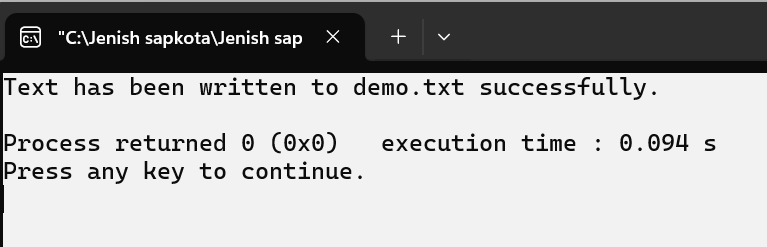 "C:\Jenish sapkota\Jenish sap
Text has been written to demo.txt successfully.
Process returned 0 (0x0)   execution time : 0.094 s
Press any key to continue.